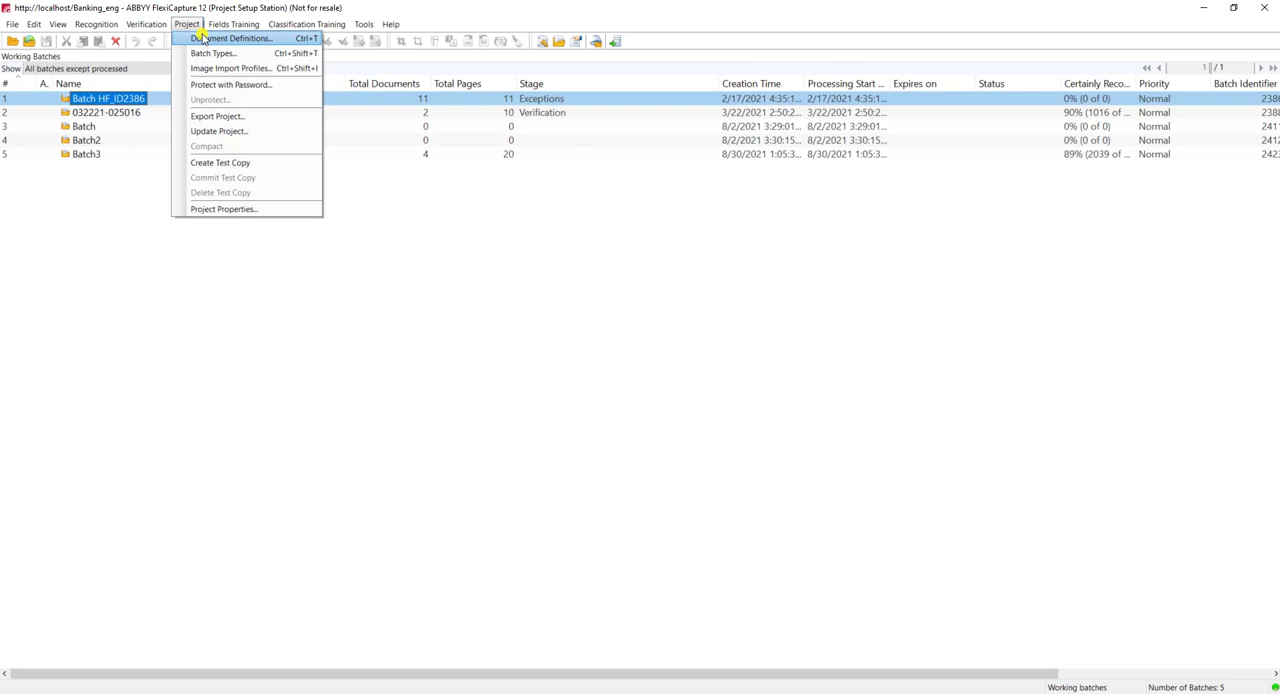 http://localhost/Banking_eng - ABBYY FlexiCapture 12 (Project Setup Station) (Not for resale)
File Edit View Recognition Verification Project Fields Training Classification Training Tools Help
Document Definitions... Ctrl+T
Working Batches
Batch Types... Ctrl+Shift+T
Show All batches except processed
Image Import Profiles... Ctrl+Shift+I
1 / 1
# A. Name Protect with Password... Total Documents Total Pages Stage Creation Time Processing Start ... Expires on Status Certainly Reco... Priority Batch Identifier
1 Batch HF_ID2386 Unprotect... 11 11 Exceptions 2/17/2021 4:35:1... 2/17/2021 4:35:1... 0% (0 of 0) Normal 2386
2 032221-025016 Export Project... 2 10 Verification 3/22/2021 2:50:2... 3/22/2021 2:50:2... 90% (1016 of ... Normal 2388
3 Batch Update Project... 0 0 8/2/2021 3:29:01... 8/2/2021 3:29:01... 0% (0 of 0) Normal 2411
4 Batch2 Compact 0 0 8/2/2021 3:30:15... 8/2/2021 3:30:15... 0% (0 of 0) Normal 2412
5 Batch3 4 20 8/30/2021 1:05:3... 8/30/2021 1:05:3... 89% (2039 of ... Normal 2423
Create Test Copy
Commit Test Copy
Delete Test Copy
Project Properties...
Working batches Number of Batches: 5